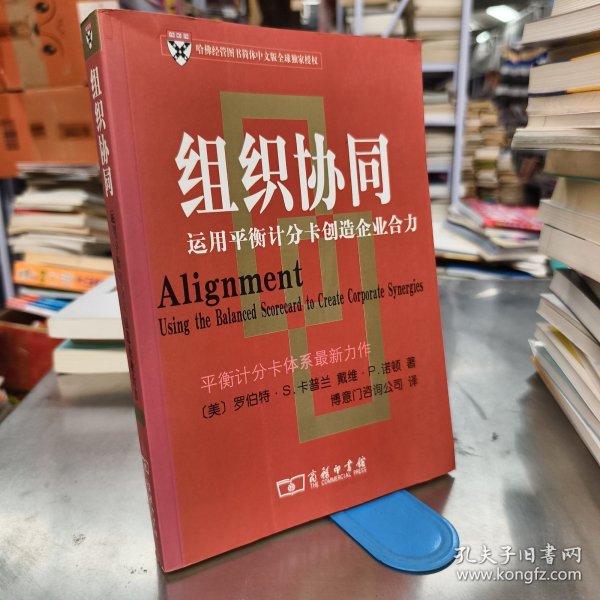 哈佛经管图书简体中文版全球独家授权
组织协同
运用平衡计分卡创造企业合力
Alignment
Using the Balanced Scorecard to Create Corporate Synergies
平衡计分卡体系最新力作
〔美〕罗伯特·S.卡普兰 戴维·P.诺顿 著
博意门咨询公司 译
商务印书馆
THE COMMERCIAL PRESS
组织协同
孔夫子旧书网
www.kongfz.com